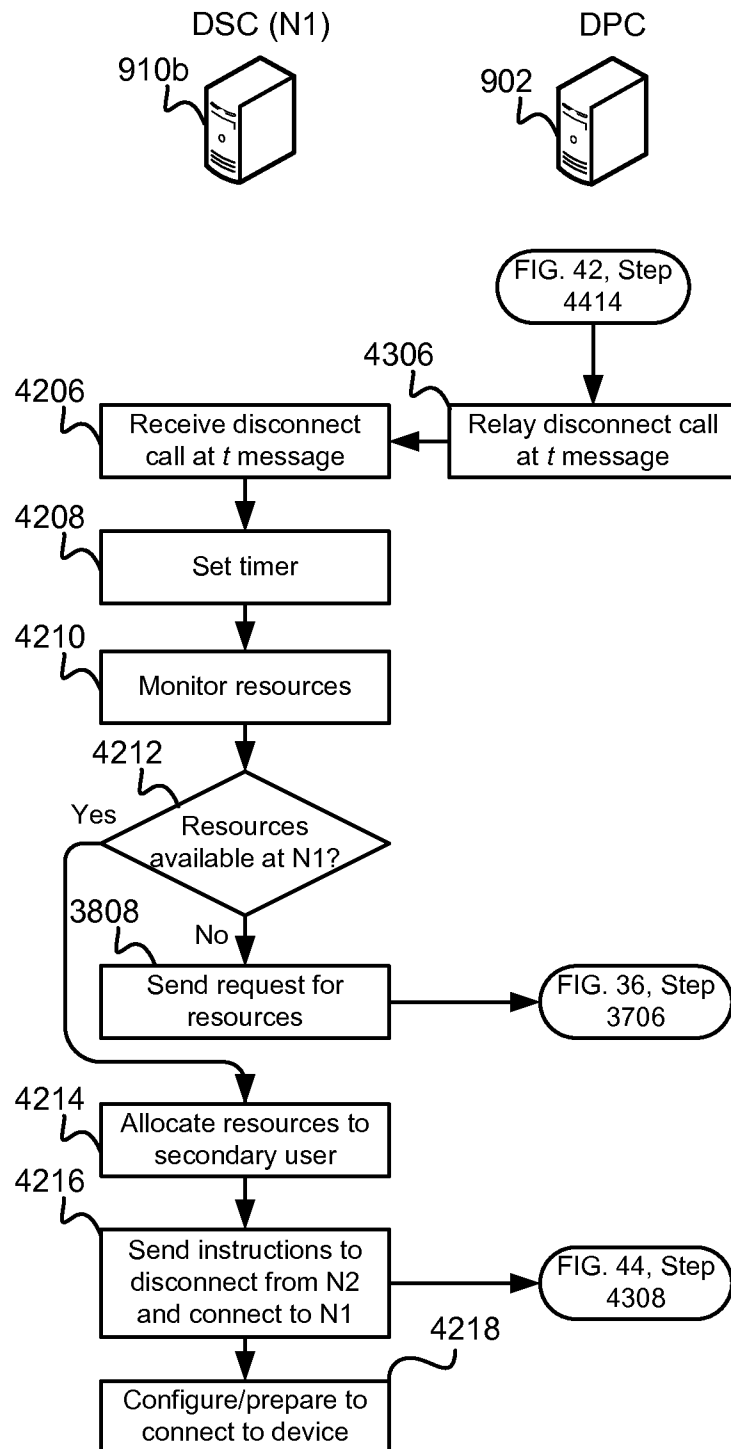 DSC (N1)
DPC
910b
902
FIG. 42, Step
4414
4306
4206
Receive disconnect
call at t message
Relay disconnect call
at t message
4208
Set timer
4210
Monitor resources
4212
Yes
Resources
available at N1?
3808
No
Send request for
resources
FIG. 36, Step
3706
4214
Allocate resources to
secondary user
4216
Send instructions to
disconnect from N2
and connect to N1
FIG. 44, Step
4308
4218
Configure/prepare to
connect to device